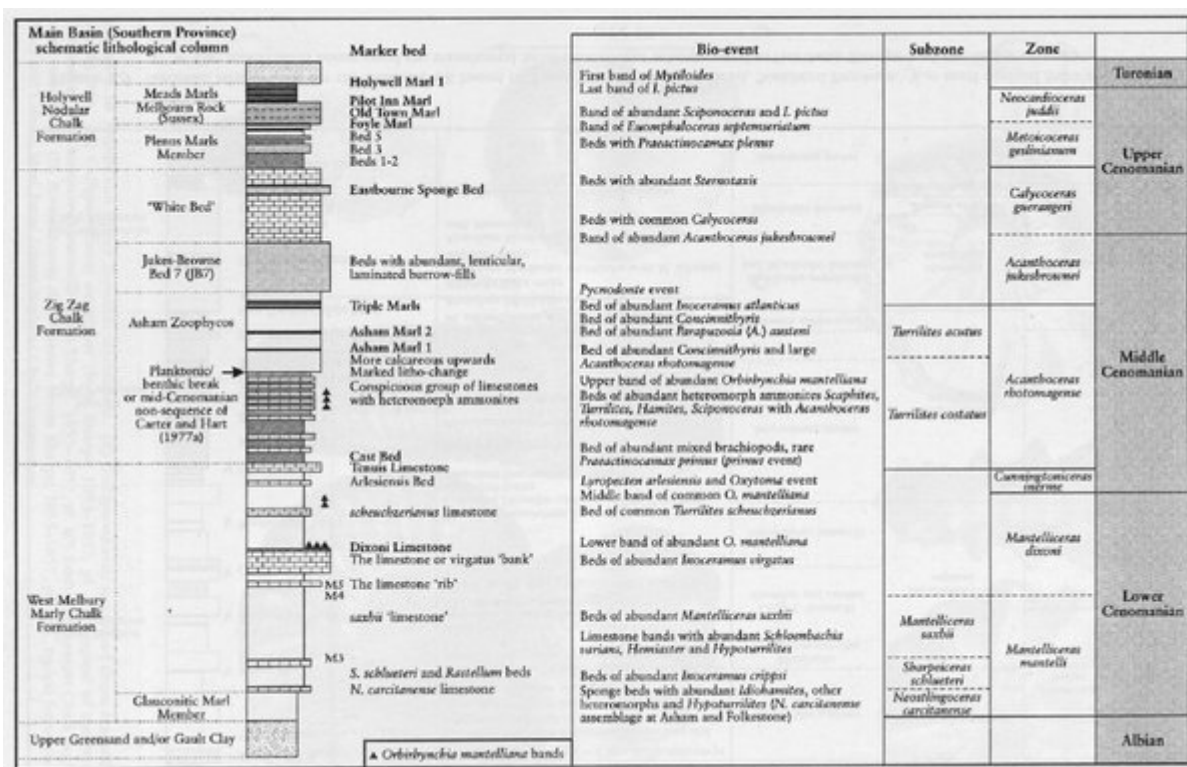 Main Basin (Southern Province)
schematic lithological column
Marker bed
Bio-event
Subzone
Zone
Holywell
Nodular
Chalk
Formation
Meads Marls
Melbourn Rock
(Sussex)
Plenus Marls
Member
Holywell Marl 1
Pilot Inn Marl
Old Town Marl
Foyle Marl
Bed 5
Bed 3
Beds 1-2
First band of Mytiloides
Last band of I. pictus
Band of abundant Sciponoceras and I. pictus
Band of Euomphaloceras septemseriatum
Beds with Praeactinocamax plenus
Neocardioceras
juddii
Metoicoceras
geslinianum
Turonian
Upper
Cenomanian
Zig Zag
Chalk
Formation
"White Bed"
Eastbourne Sponge Bed
Beds with abundant Sternotaxis
Beds with common Calycoceras
Band of abundant Acanthoceras jukesbrownei
Calycoceras
guerangeri
Jukes-Browne
Bed 7 (JB7)
Beds with abundant, lenticular,
laminated burrow-fills
Pycnodonte event
Acanthoceras
jukesbrownei
Asham Zoophycos
Triple Marls
Asham Marl 2
Asham Marl 1
More calcareous upwards
Marked litho-change
Bed of abundant Inoceramus atlanticus
Bed of abundant Concinnithyris
Bed of abundant Parapuzosia (A.) austeni
Bed of abundant Concinnithyris and large
Acanthoceras rhotomagense
Turrilites acutus
Middle
Cenomanian
Planktonic/
benthic break
or mid-Cenomanian
non-sequence of
Carter and Hart
(1977a)
Conspicuous group of limestones
with heteromorph ammonites
Cast Bed
Upper band of abundant Orbirhynchia mantelliana
Beds of abundant heteromorph ammonites Scaphites,
Turrilites, Hamites, Sciponoceras with Acanthoceras
rhotomagense
Bed of abundant mixed brachiopods, rare
Praeactinocamax primus (primus event)
Turrilites costatus
Acanthoceras
rhotomagense
West Melbury
Marly Chalk
Formation
Tenuis Limestone
Arlesiensis Bed
scheuchzerianus limestone
Dixoni Limestone
The limestone or virgatus "bank"
M5 The limestone "rib"
M4
saxbii "limestone"
M3
S. schlueteri and Rastellum beds
N. carcitanense limestone
Lyropecten arlesiensis and Oxytoma event
Middle band of common O. mantelliana
Bed of common Turrilites scheuchzerianus
Lower band of abundant O. mantelliana
Beds of abundant Inoceramus virgatus
Beds of abundant Mantelliceras saxbii
Limestone bands with abundant Schloenbachia
varians, Hemiaster and Hypoturrilites
Beds of abundant Inoceramus crippsi
Sponge beds with abundant Idiohamites, other
heteromorphs and Hypoturrilites (N. carcitanense
assemblage at Asham and Folkestone)
Mantelliceras
saxbii
Sharpeiceras
schlueteri
Neostlingoceras
carcitanense
Cunningtoniceras
inerme
Mantelliceras
dixoni
Mantelliceras
mantelli
Lower
Cenomanian
Glauconitic Marl
Member
Upper Greensand and/or Gault Clay
▲ Orbirhynchia mantelliana bands
Albian